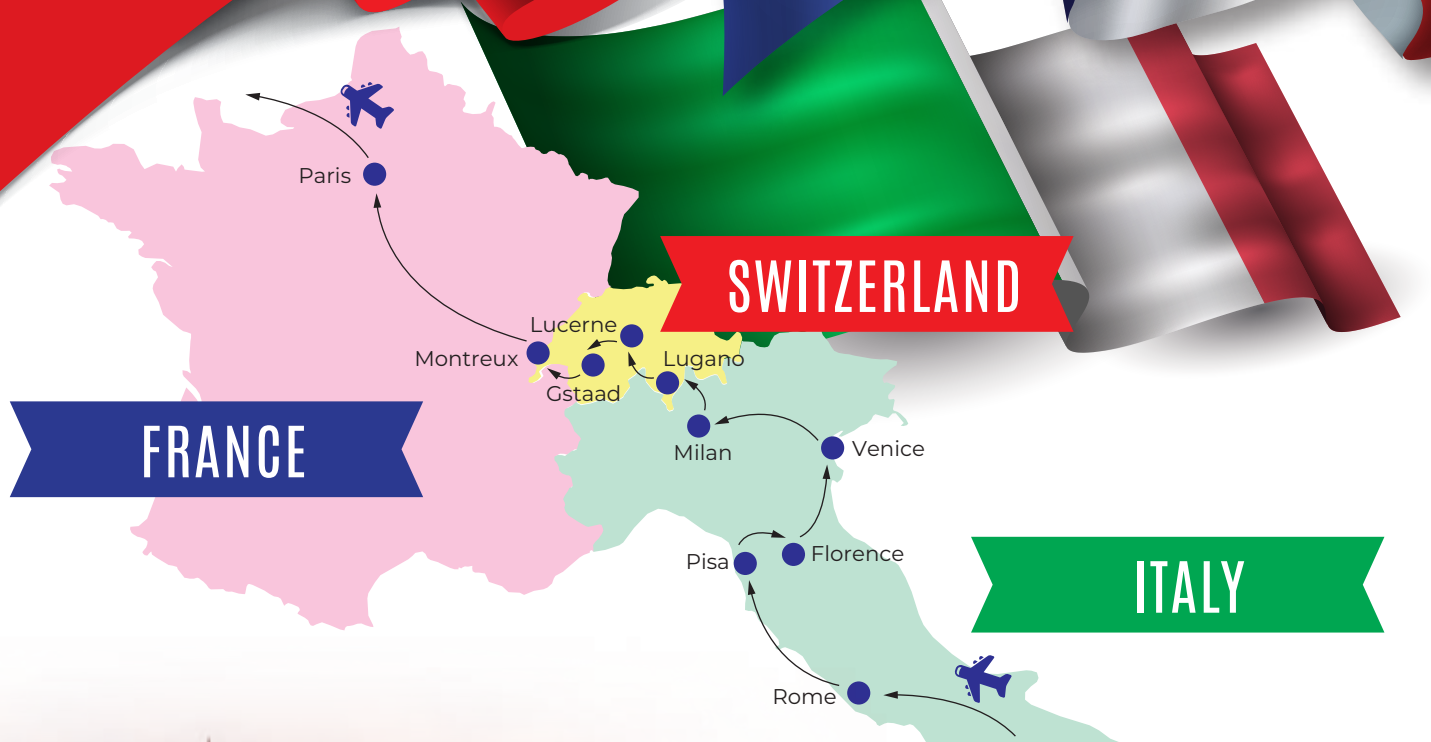 Paris
SWITZERLAND
Lucerne
Montreux
Lugano
Gstaad
FRANCE
Milan
Venice
Pisa
Florence
ITALY
Rome